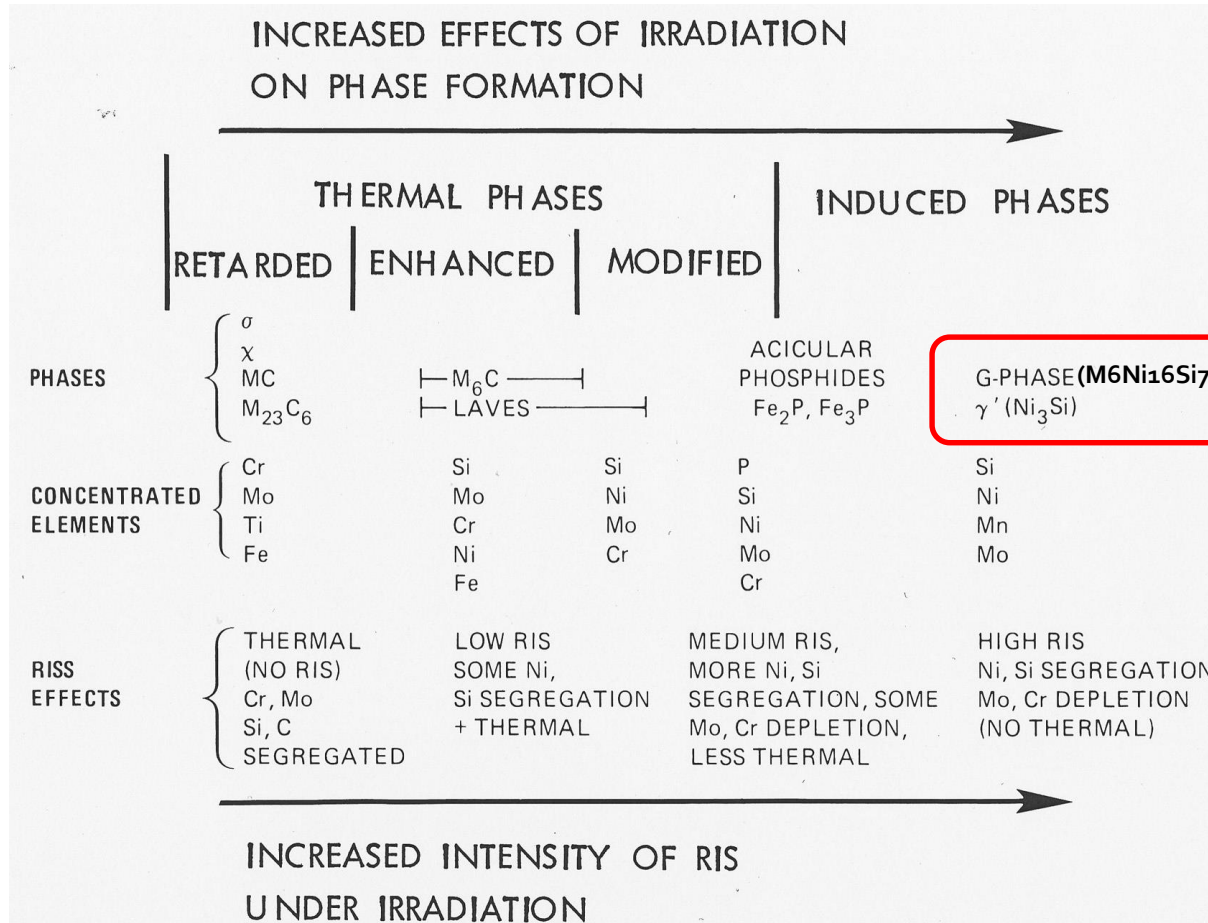 INCREASED EFFECTS OF IRRADIATION
ON PHASE FORMATION
THERMAL PHASES
INDUCED PHASES
RETARDED
ENHANCED
MODIFIED
PHASES
σ
χ
MC
M23C6
M6C
LAVES
ACICULAR
PHOSPHIDES
Fe2P, Fe3P
G-PHASE (M6Ni16Si7
γ' (Ni3Si)
CONCENTRATED
ELEMENTS
Cr
Mo
Ti
Fe
Si
Mo
Cr
Ni
Fe
Si
Ni
Mo
Cr
P
Si
Ni
Mo
Cr
Si
Ni
Mn
Mo
RISS
EFFECTS
THERMAL
(NO RIS)
Cr, Mo
Si, C
SEGREGATED
LOW RIS
SOME Ni,
Si SEGREGATION
+ THERMAL
MEDIUM RIS,
MORE Ni, Si
SEGREGATION, SOME
Mo, Cr DEPLETION,
LESS THERMAL
HIGH RIS
Ni, Si SEGREGATION
Mo, Cr DEPLETION
(NO THERMAL)
INCREASED INTENSITY OF RIS
UNDER IRRADIATION